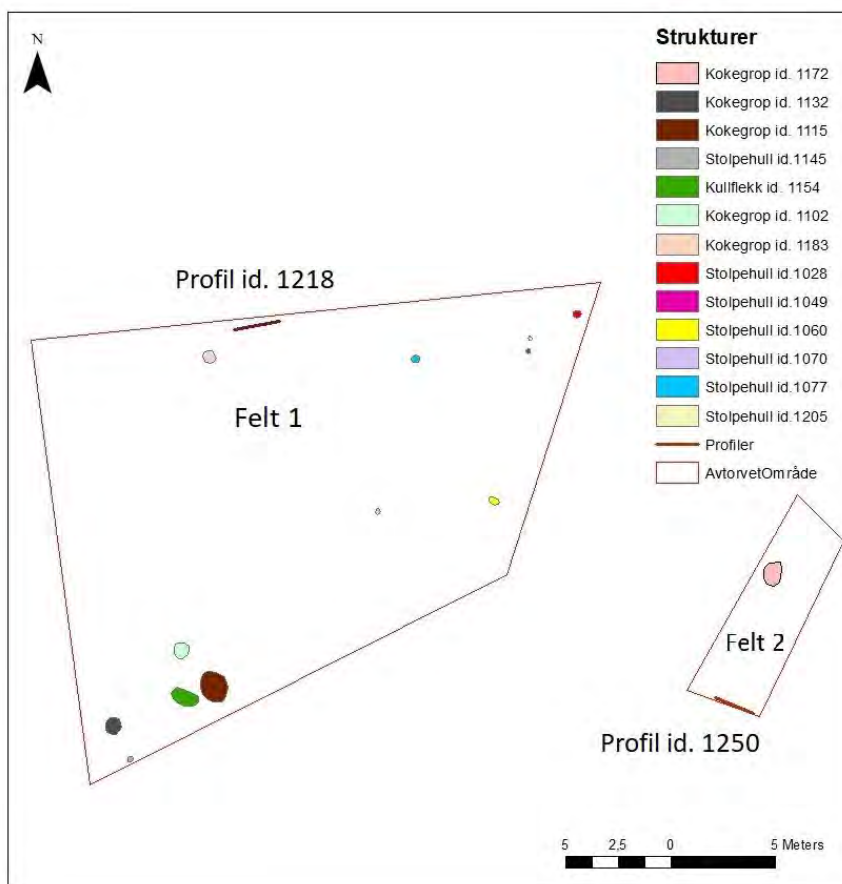 N
Strukturer
Kokegrop id. 1172
Kokegrop id. 1132
Kokegrop id. 1115
Stolpehull id.1145
Kullflekk id. 1154
Kokegrop id. 1102
Kokegrop id. 1183
Stolpehull id.1028
Stolpehull id.1049
Stolpehull id.1060
Stolpehull id.1070
Stolpehull id.1077
Stolpehull id.1205
Profiler
AvtorvetOmråde
Profil id. 1218
Felt 1
Felt 2
Profil id. 1250
5 2,5 0 5 Meters